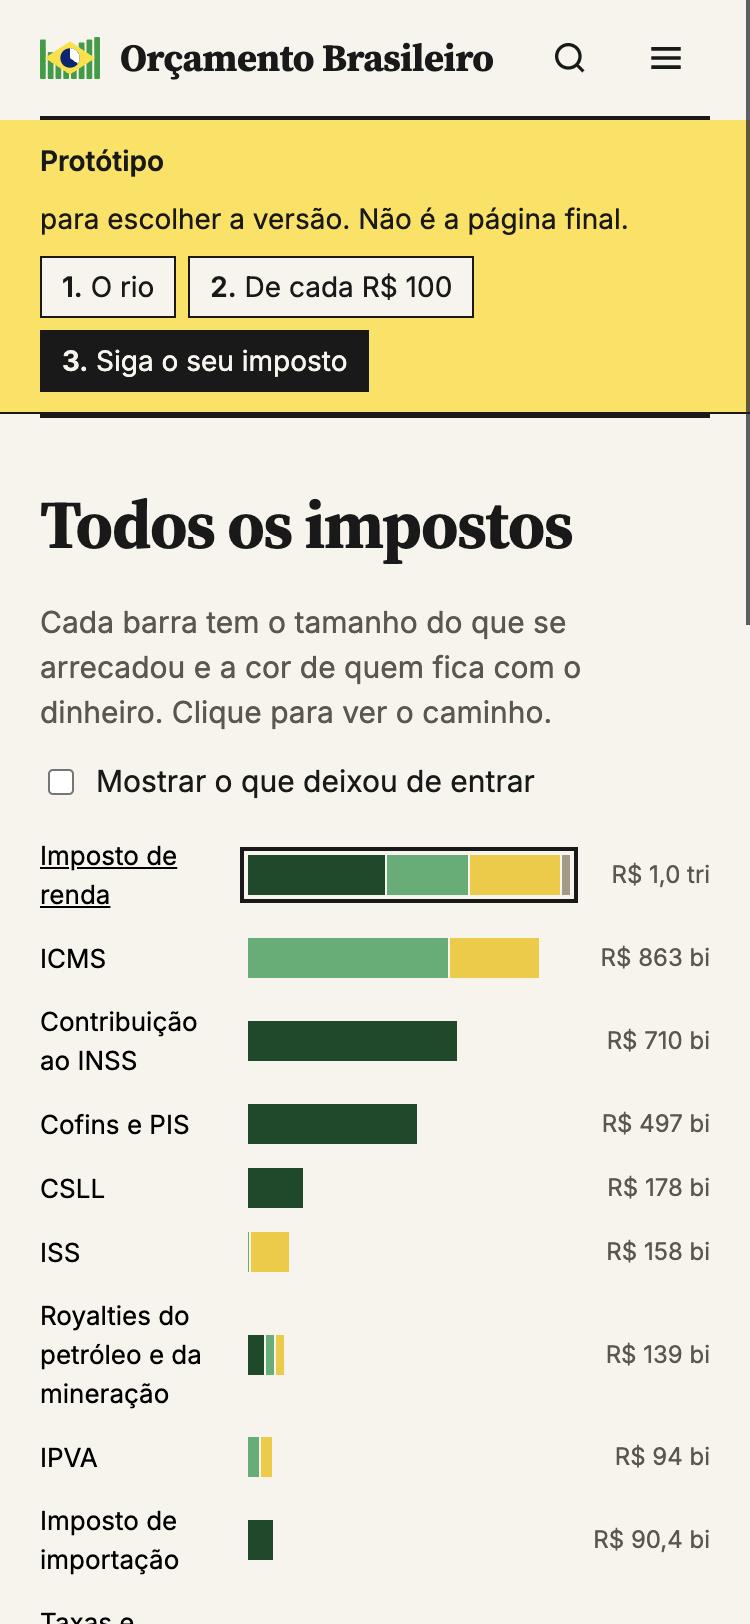 Orçamento Brasileiro
Protótipo
para escolher a versão. Não é a página final.
1. O rio
2. De cada R$ 100
3. Siga o seu imposto
Todos os impostos
Cada barra tem o tamanho do que se
arrecadou e a cor de quem fica com o
dinheiro. Clique para ver o caminho.
Mostrar o que deixou de entrar
Imposto de
renda
R$ 1,0 tri
ICMS
R$ 863 bi
Contribuição
ao INSS
R$ 710 bi
Cofins e PIS
R$ 497 bi
CSLL
R$ 178 bi
ISS
R$ 158 bi
Royalties do
petróleo e da
mineração
R$ 139 bi
IPVA
R$ 94 bi
Imposto de
importação
R$ 90,4 bi
Taxas e